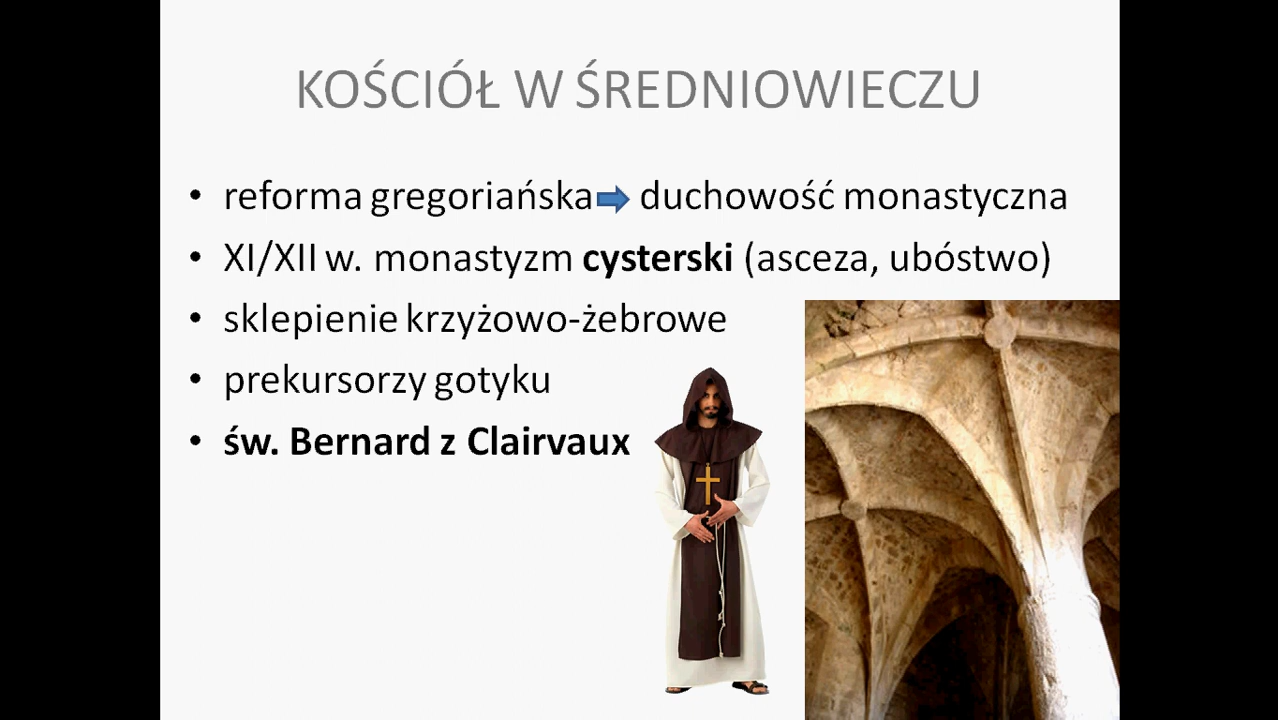 KOŚCIÓŁ W ŚREDNIOWIECZU
• reforma gregoriańska duchowość monastyczna
• XI/XII w. monastyzm cysterski (asceza, ubóstwo)
• sklepienie krzyżowo-żebrowe
• prekursorzy gotyku
• św. Bernard z Clairvaux